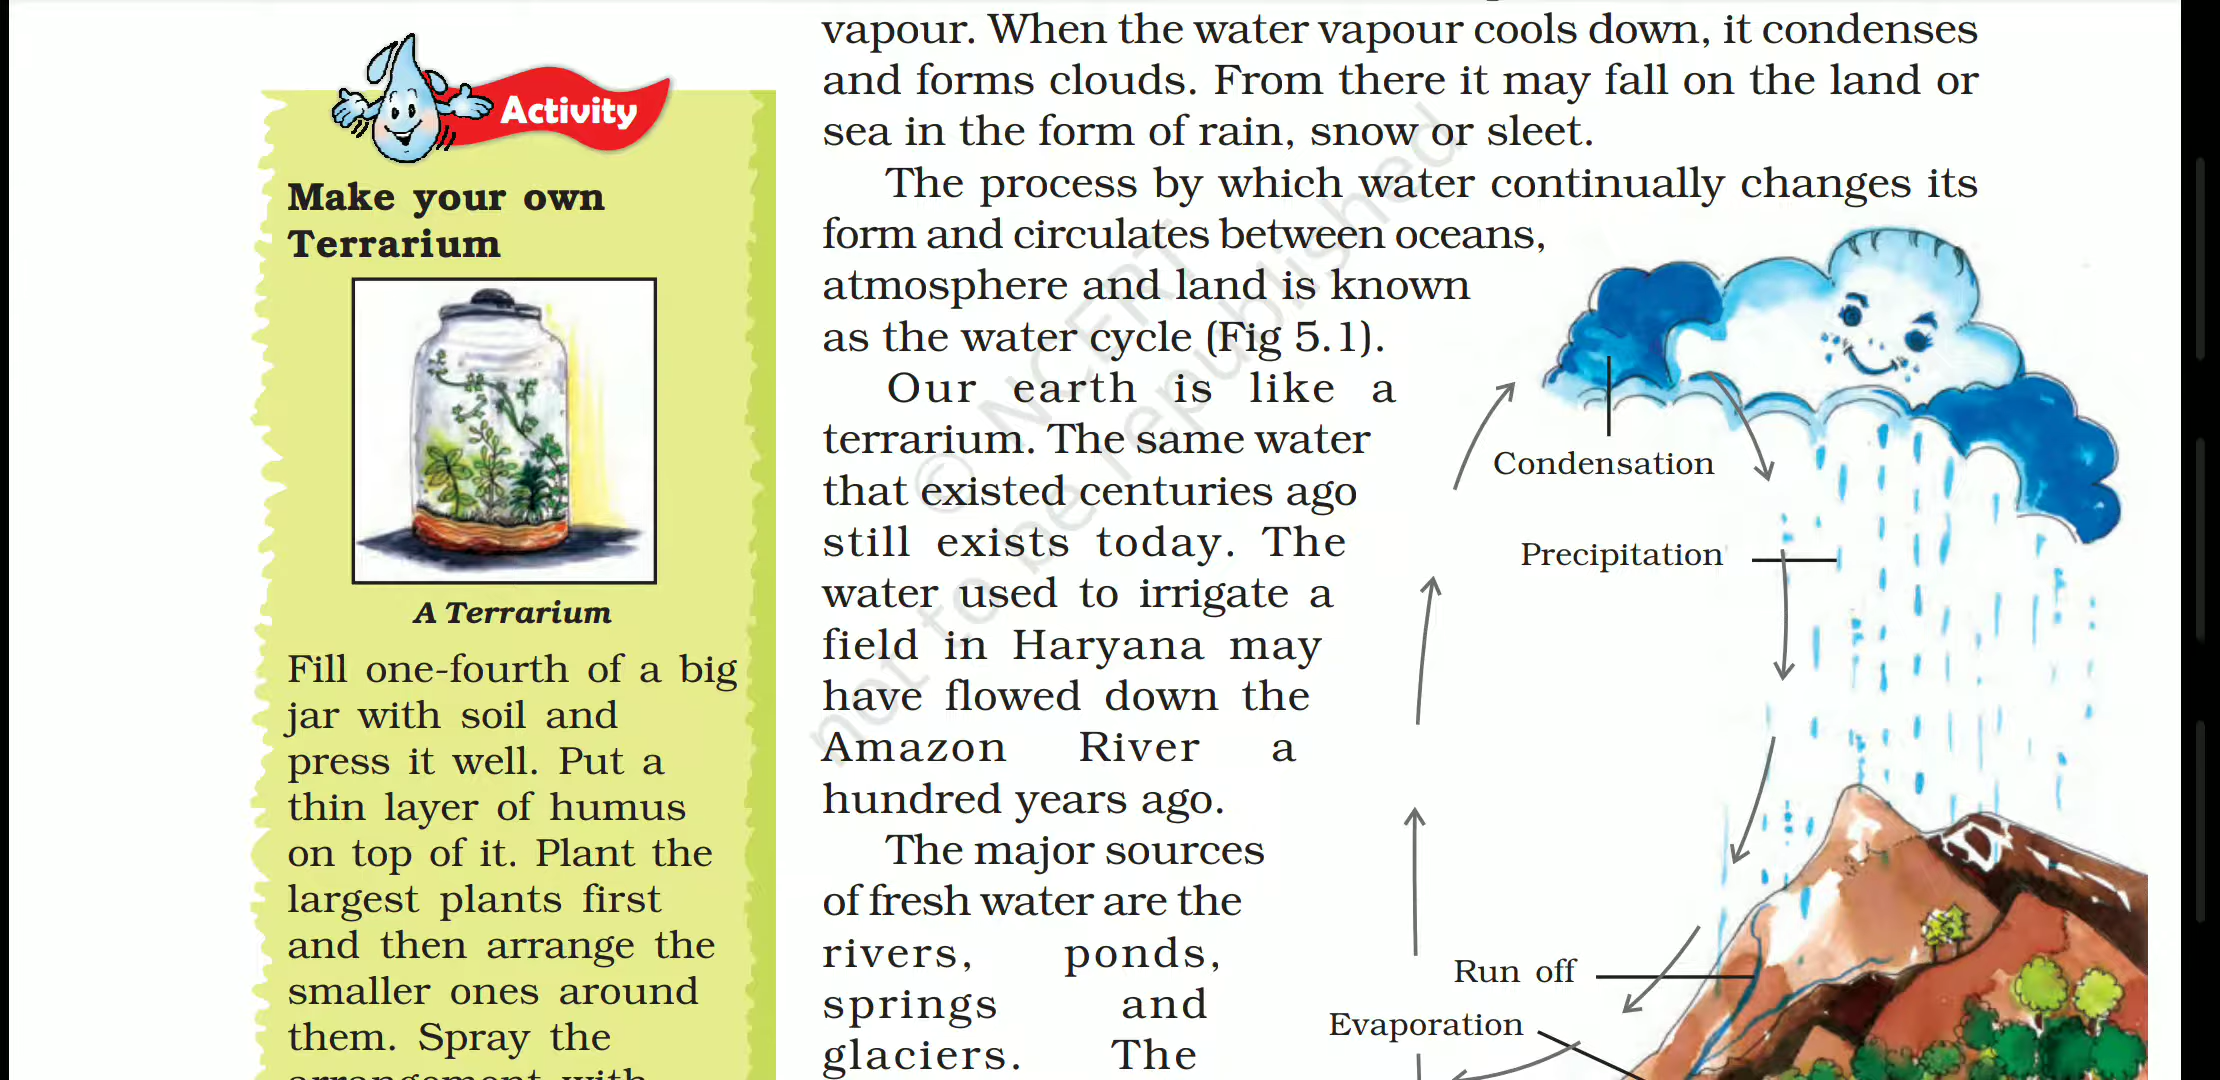 Activity
Make your own
Terrarium
A Terrarium
Fill one-fourth of a big
jar with soil and
press it well. Put a
thin layer of humus
on top of it. Plant the
largest plants first
and then arrange the
smaller ones around
them. Spray the
arrangement with
vapour. When the water vapour cools down, it condenses
and forms clouds. From there it may fall on the land or
sea in the form of rain, snow or sleet.
The process by which water continually changes its
form and circulates between oceans,
atmosphere and land is known
as the water cycle (Fig 5.1).
Our earth is like a
terrarium. The same water
that existed centuries ago
still exists today. The
water used to irrigate a
field in Haryana may
have flowed down the
Amazon River a
hundred years ago.
The major sources
of fresh water are the
rivers, ponds,
springs and
glaciers. The
Condensation
Precipitation
Run off
Evaporation
© NCERT
not to be republished